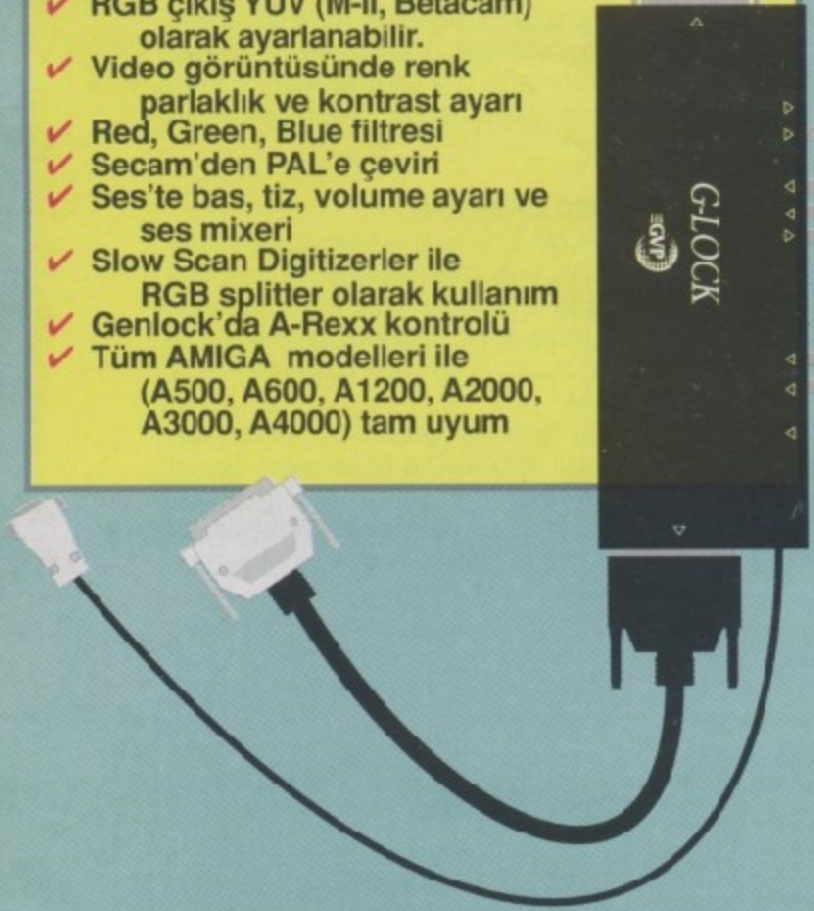 RGB çıkış YUV (M-II, Betacam)
olarak ayarlanabilir.
Video görüntüsünde renk
parlaklık ve kontrast ayarı
Red, Green, Blue filtresi
Secam'den PAL'e çeviri
Ses'te bas, tiz, volume ayarı ve
ses mixeri
Slow Scan Digitizerler ile
RGB splitter olarak kullanım
Genlock'da A-Rexx kontrolü
Tüm AMIGA modelleri ile
(A500, A600, A1200, A2000,
A3000, A4000) tam uyum
G-LOCK
GVP